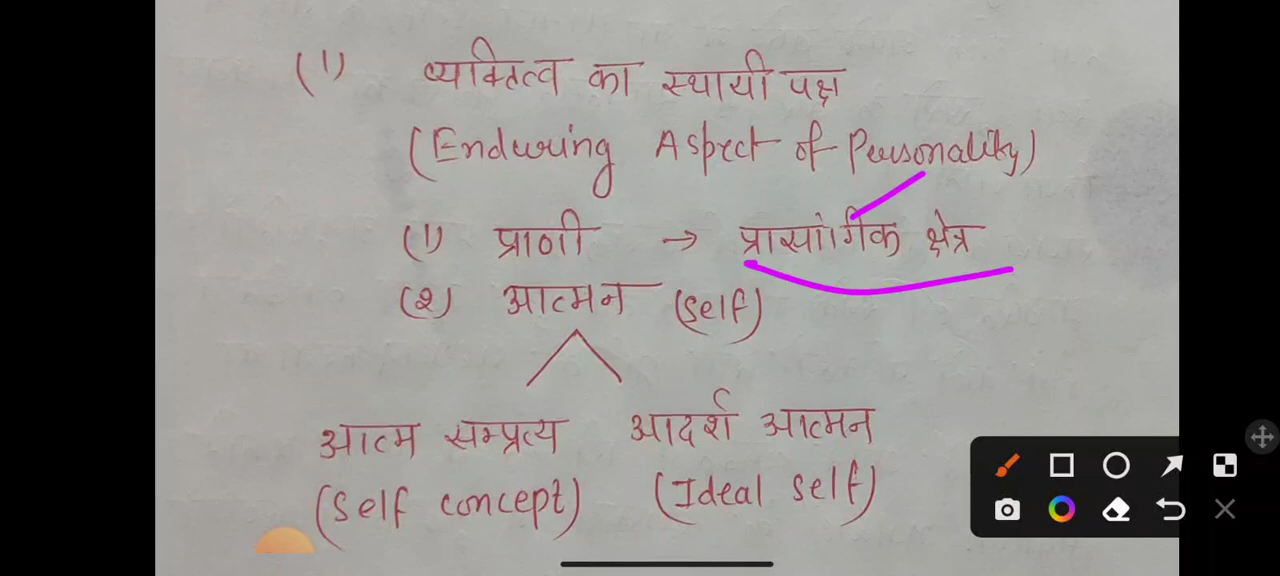 (1) व्यक्तित्व का स्थायी पक्ष
(Enduring Aspect of Personality)
(1) प्राणी → प्रासांगिक क्षेत्र
(२) आत्मन (self)
आत्म सम्प्रत्य आदर्श आत्मन
(self concept) (Ideal self)